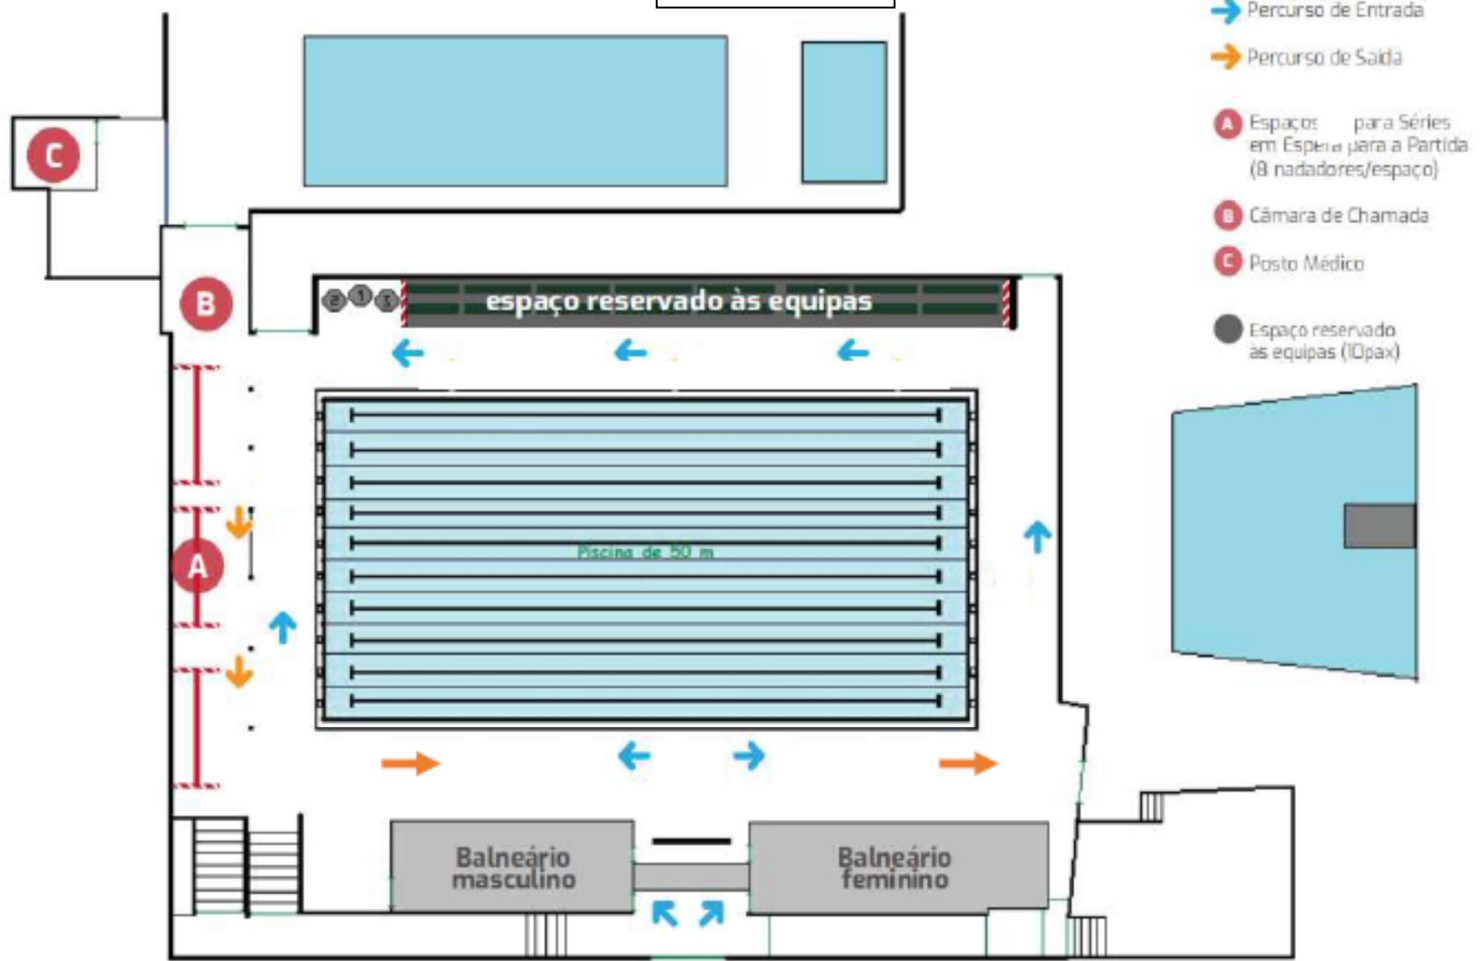 Percurso de Entrada
Percurso de Saída
A Espaços para Séries
em Espera para a Partida
(8 nadadores/espaço)
B Câmara de Chamada
C Posto Médico
Espaço reservado
às equipas (10pax)
C
B
espaço reservado às equipas
A
Piscina de 50 m
Balneário
masculino
Balneário
feminino